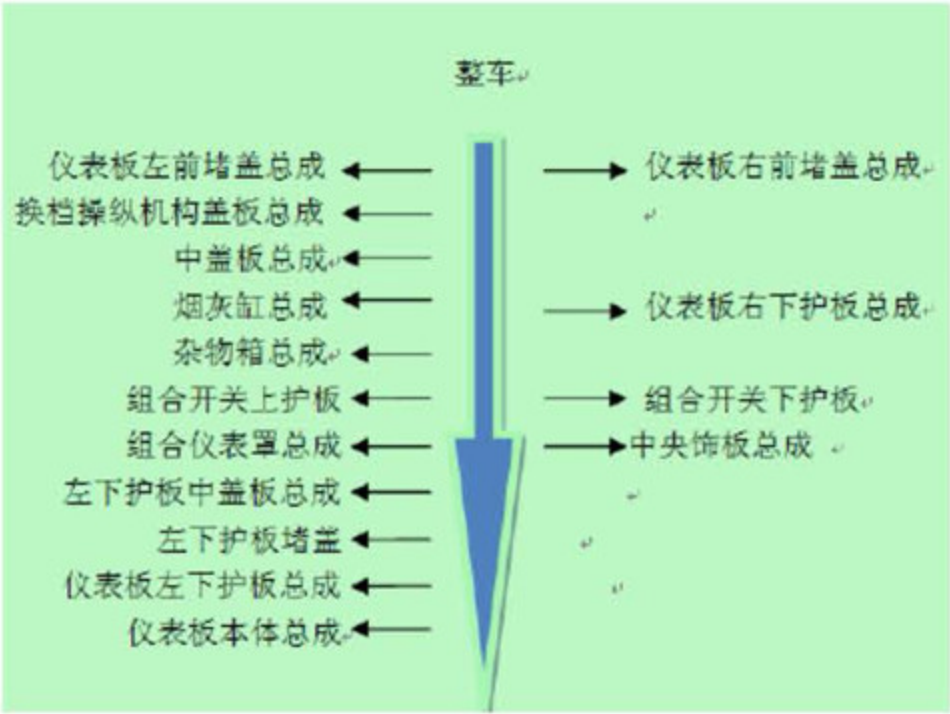 整车
仪表板左前堵盖总成 仪表板右前堵盖总成
换档操纵机构盖板总成
中盖板总成
烟灰缸总成 仪表板右下护板总成
杂物箱总成
组合开关上护板 组合开关下护板
组合仪表罩总成 中央饰板总成
左下护板中盖板总成
左下护板堵盖
仪表板左下护板总成
仪表板本体总成